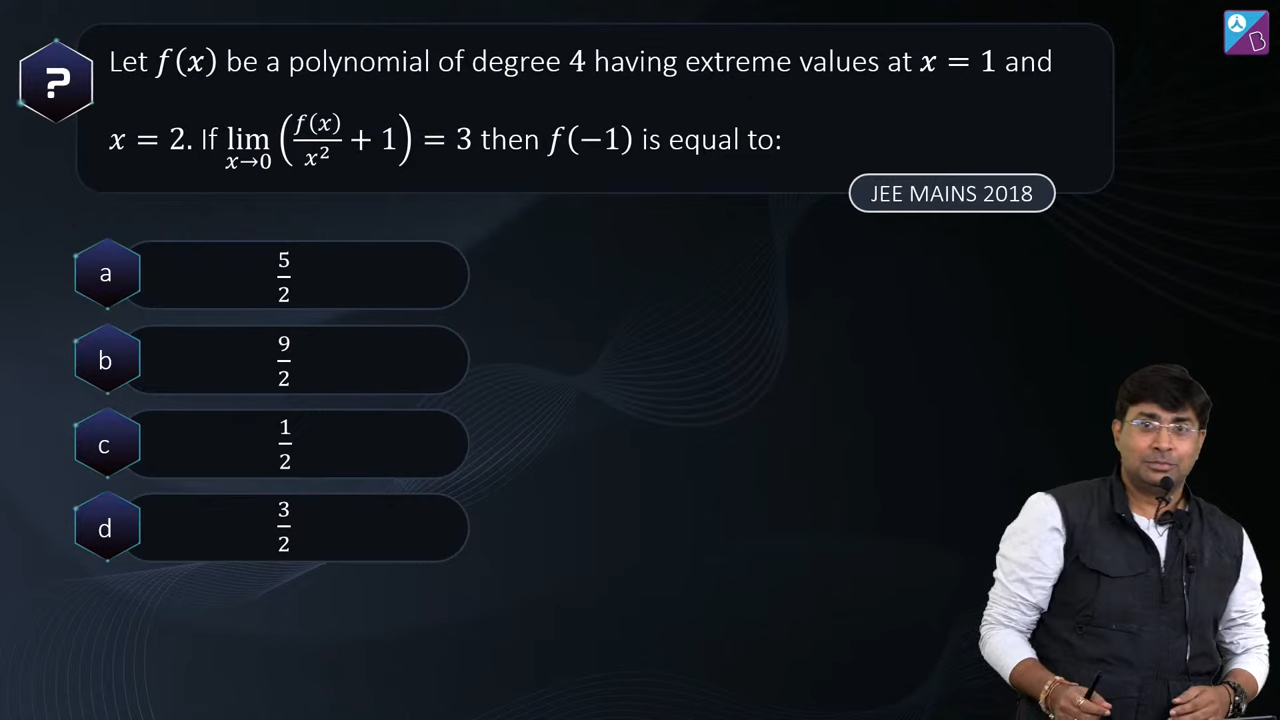 ?
Let f(x) be a polynomial of degree 4 having extreme values at x = 1 and
x = 2. If lim_{x→0} (f(x)/x² + 1) = 3 then f(−1) is equal to:
JEE MAINS 2018
a 5/2
b 9/2
c 1/2
d 3/2
B